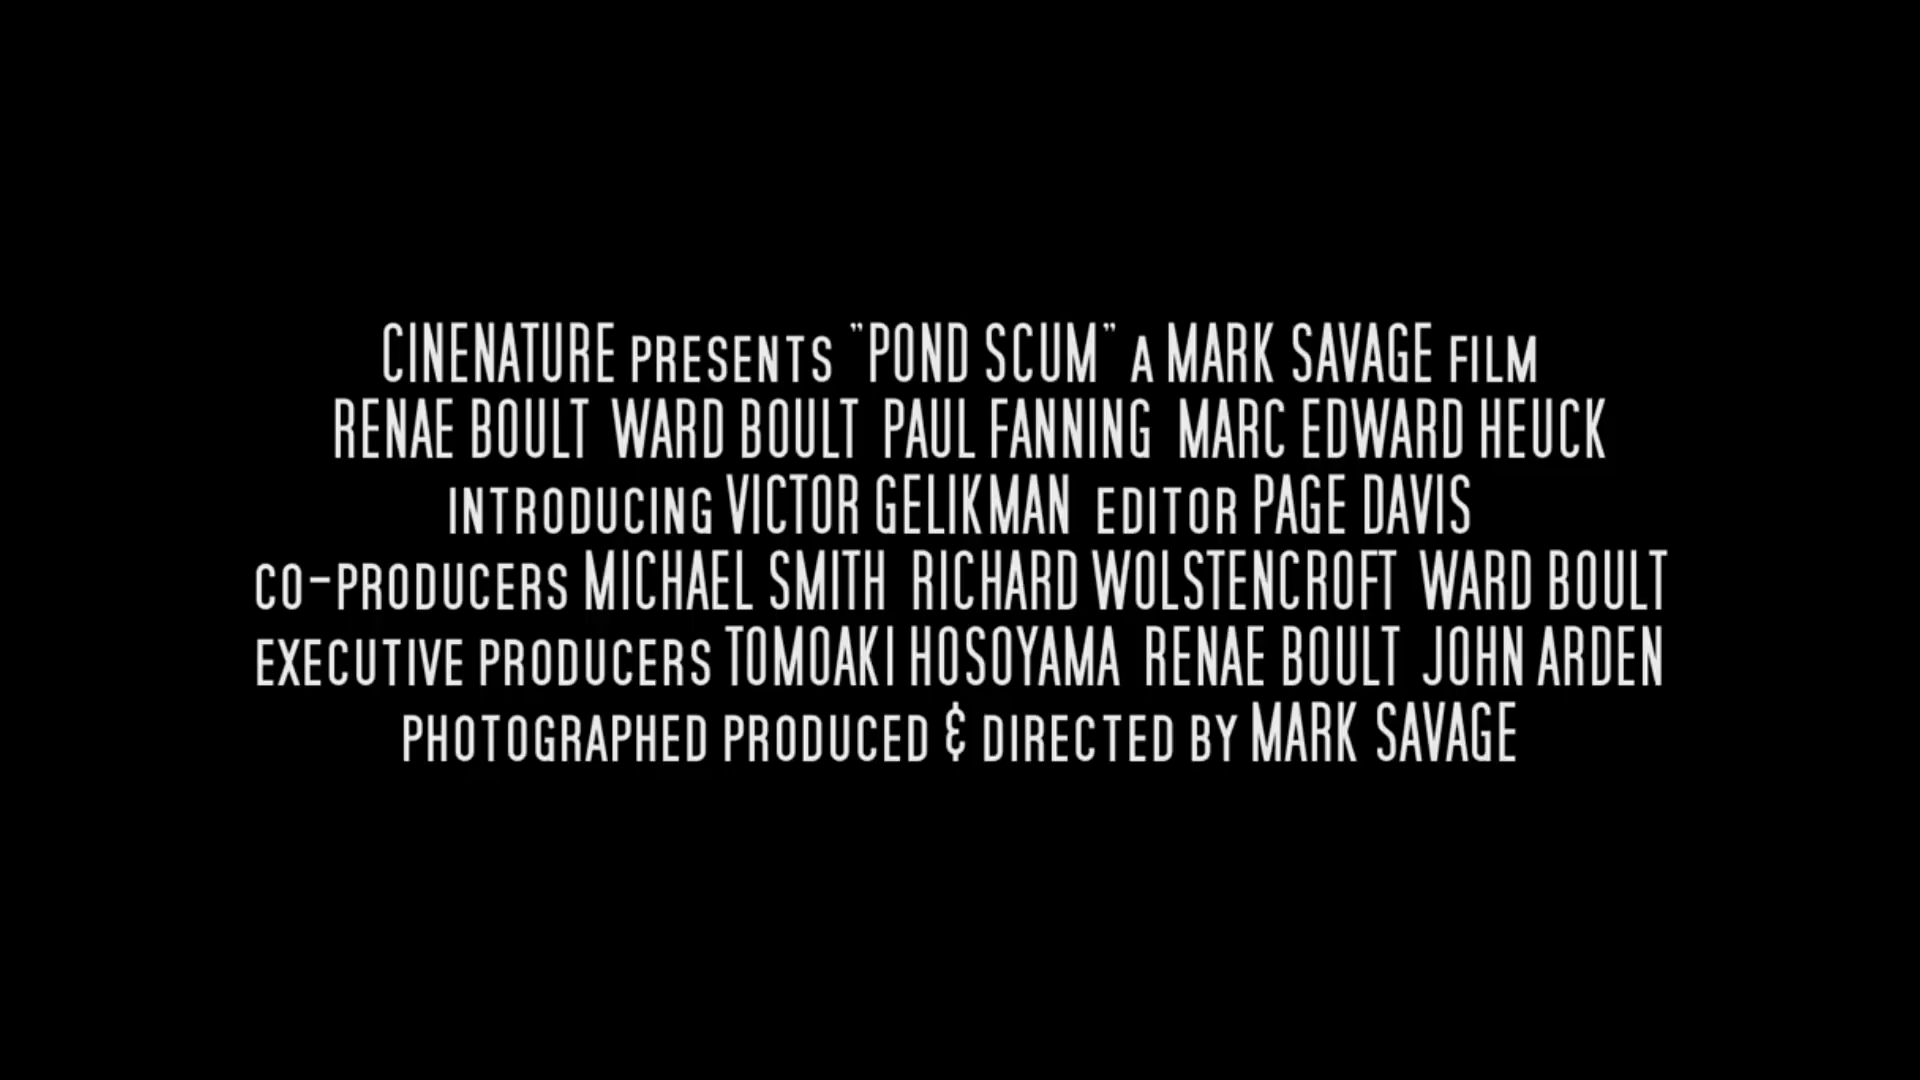 CINENATURE PRESENTS "POND SCUM" A MARK SAVAGE FILM
RENAE BOULT WARD BOULT PAUL FANNING MARC EDWARD HEUCK
INTRODUCING VICTOR GELIKMAN EDITOR PAGE DAVIS
CO-PRODUCERS MICHAEL SMITH RICHARD WOLSTENCROFT WARD BOULT
EXECUTIVE PRODUCERS TOMOAKI HOSOYAMA RENAE BOULT JOHN ARDEN
PHOTOGRAPHED PRODUCED & DIRECTED BY MARK SAVAGE